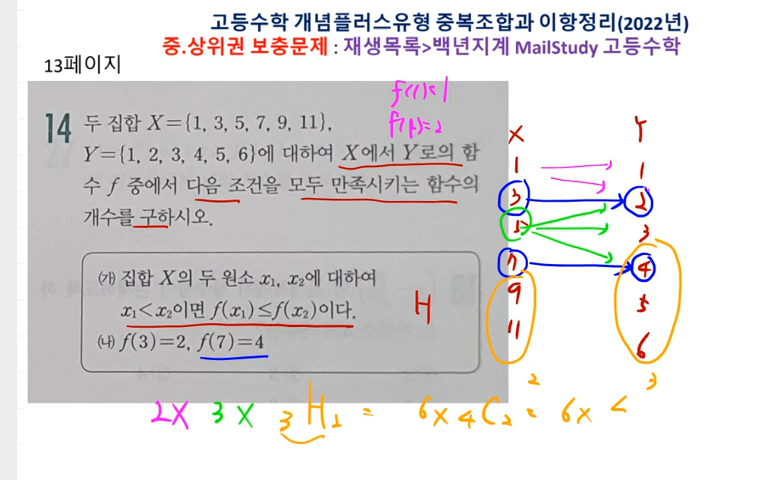 고등수학 개념플러스유형 중복조합과 이항정리(2022년)
중.상위권 보충문제 : 재생목록>백년지계 MailStudy 고등수학
13페이지
f(1)=1
f(1)=2
14 두 집합 X={1, 3, 5, 7, 9, 11},
Y={1, 2, 3, 4, 5, 6}에 대하여 X에서 Y로의 함
수 f 중에서 다음 조건을 모두 만족시키는 함수의
개수를 구하시오.
㈎ 집합 X의 두 원소 x₁, x₂에 대하여
x₁<x₂이면 f(x₁)≤f(x₂)이다.
㈏ f(3)=2, f(7)=4
H
X Y
1 1
3 2
5 3
7 4
9 5
11 6
2 3
2X 3X ₃H₂ = 6X ₄C₂ = 6X